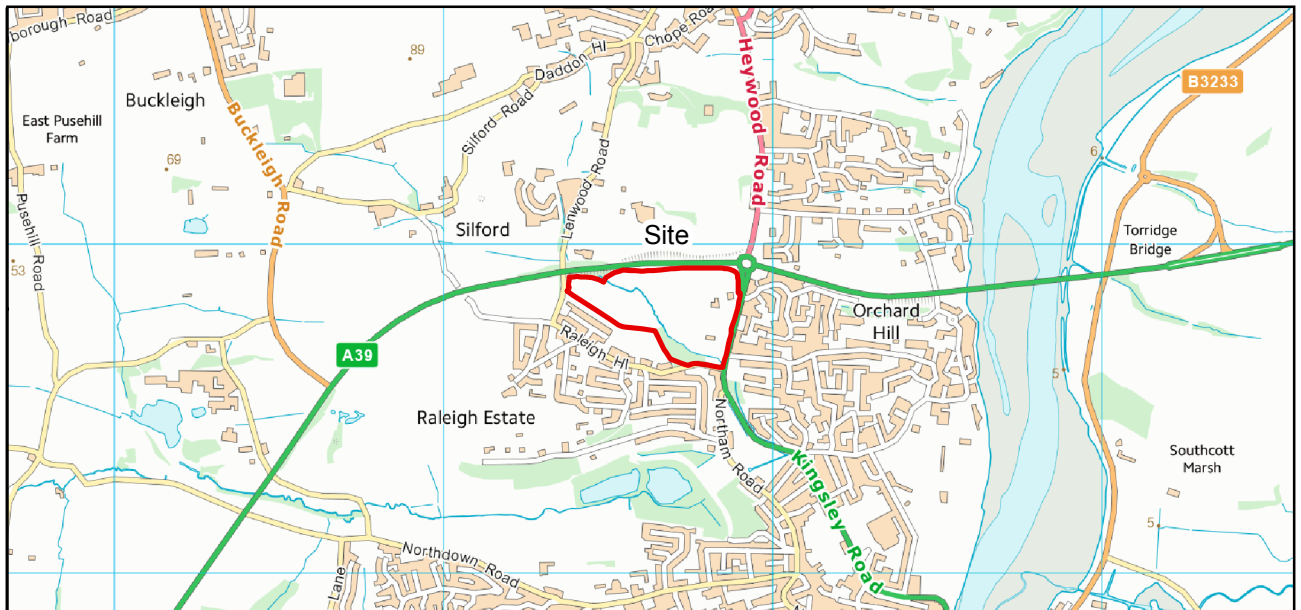 borough Road
89
Chope Roa
Daddon Hl
Heywood Road
B3233
Buckleigh
East Pusehill
Farm
Buckleigh Road
Silford Road
69
6
Lenwood Road
Pusehill Road
Silford
Site
Torridge
Bridge
53
Orchard
Hill
A39
Raleigh Hl
5
Raleigh Estate
Northam Road
Southcott
Marsh
Kingsley Road
5
Northdown Road
Lane